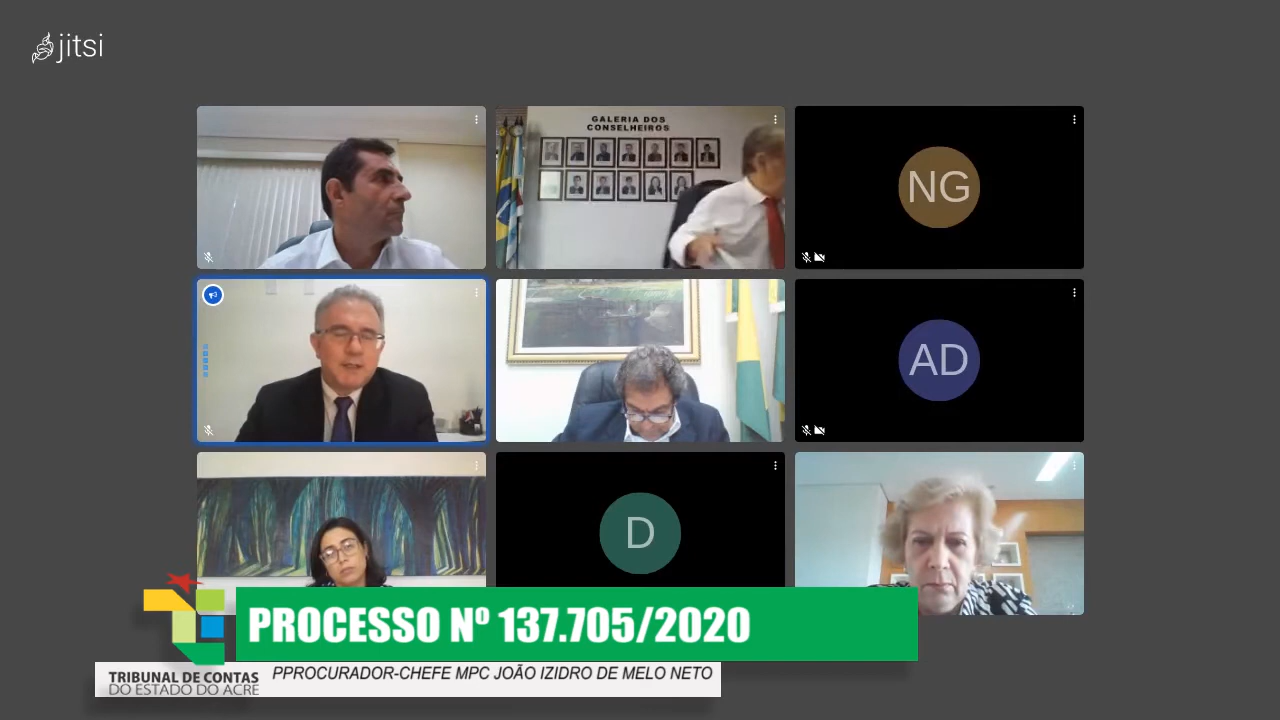 jitsi
GALERIA DOS
CONSELHEIROS
NG
AD
D
PROCESSO Nº 137.705/2020
TRIBUNAL DE CONTAS
DO ESTADO DO ACRE
PPROCURADOR-CHEFE MPC JOÃO IZIDRO DE MELO NETO